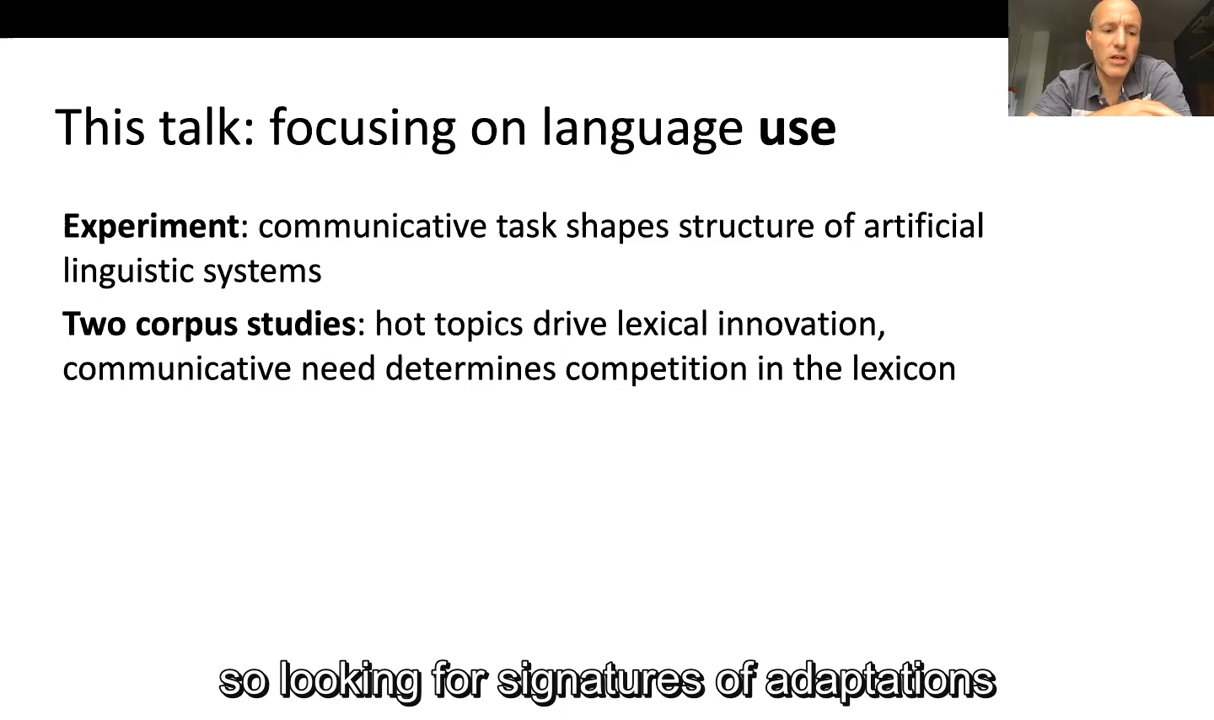 This talk: focusing on language use
Experiment: communicative task shapes structure of artificial
linguistic systems
Two corpus studies: hot topics drive lexical innovation,
communicative need determines competition in the lexicon
so looking for signatures of adaptations